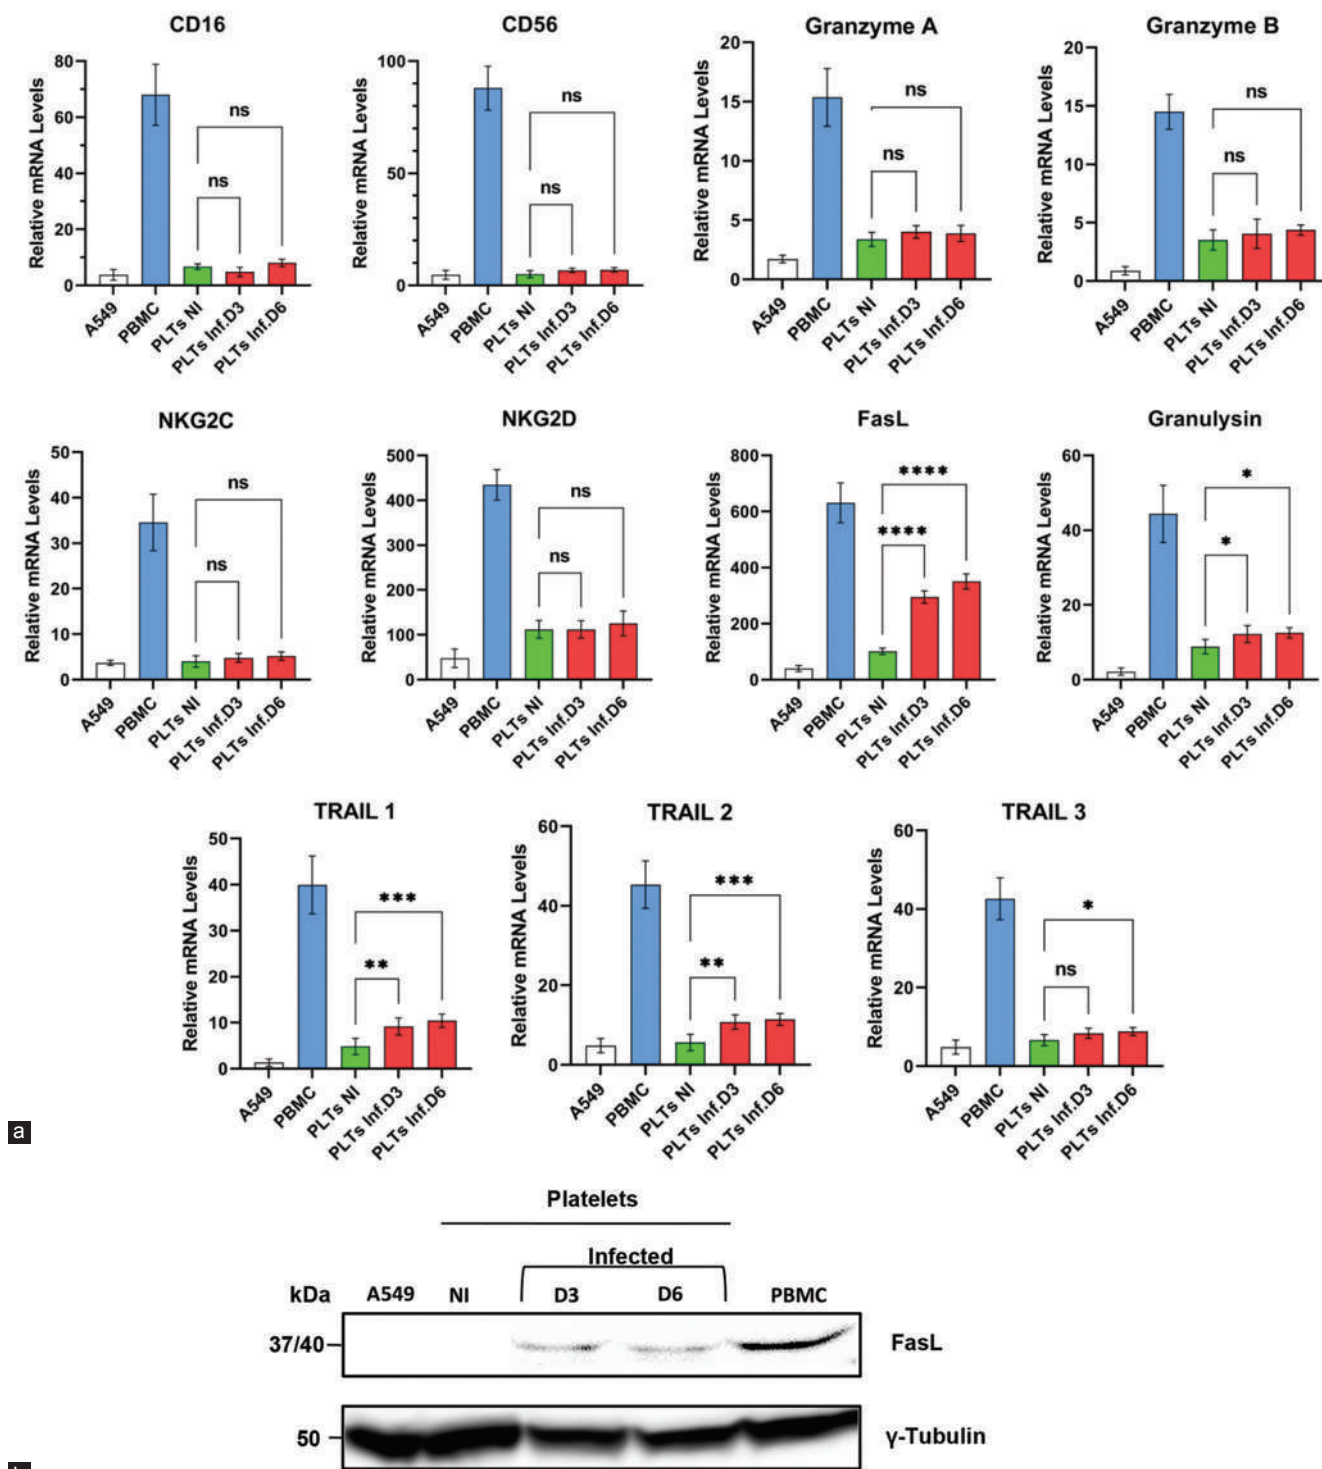 CD16
CD56
Granzyme A
Granzyme B
Relative mRNA Levels
80
60
40
20
0
ns
ns
A549
PBMC
PLTs NI
PLTs Inf.D3
PLTs Inf.D6
Relative mRNA Levels
100
50
0
ns
ns
A549
PBMC
PLTs NI
PLTs Inf.D3
PLTs Inf.D6
Relative mRNA Levels
20
15
10
5
0
ns
ns
A549
PBMC
PLTs NI
PLTs Inf.D3
PLTs Inf.D6
Relative mRNA Levels
20
15
10
5
0
ns
ns
A549
PBMC
PLTs NI
PLTs Inf.D3
PLTs Inf.D6
NKG2C
NKG2D
FasL
Granulysin
Relative mRNA Levels
50
40
30
20
10
0
ns
ns
A549
PBMC
PLTs NI
PLTs Inf.D3
PLTs Inf.D6
Relative mRNA Levels
500
400
300
200
100
0
ns
ns
A549
PBMC
PLTs NI
PLTs Inf.D3
PLTs Inf.D6
Relative mRNA Levels
800
600
400
200
0
****
****
A549
PBMC
PLTs NI
PLTs Inf.D3
PLTs Inf.D6
Relative mRNA Levels
60
40
20
0
*
*
A549
PBMC
PLTs NI
PLTs Inf.D3
PLTs Inf.D6
TRAIL 1
TRAIL 2
TRAIL 3
Relative mRNA Levels
50
40
30
20
10
0
***
**
A549
PBMC
PLTs NI
PLTs Inf.D3
PLTs Inf.D6
Relative mRNA Levels
60
40
20
0
***
**
A549
PBMC
PLTs NI
PLTs Inf.D3
PLTs Inf.D6
Relative mRNA Levels
60
40
20
0
*
ns
A549
PBMC
PLTs NI
PLTs Inf.D3
PLTs Inf.D6
a
Platelets
Infected
kDa A549 NI D3 D6 PBMC
37/40 FasL
50 γ-Tubulin